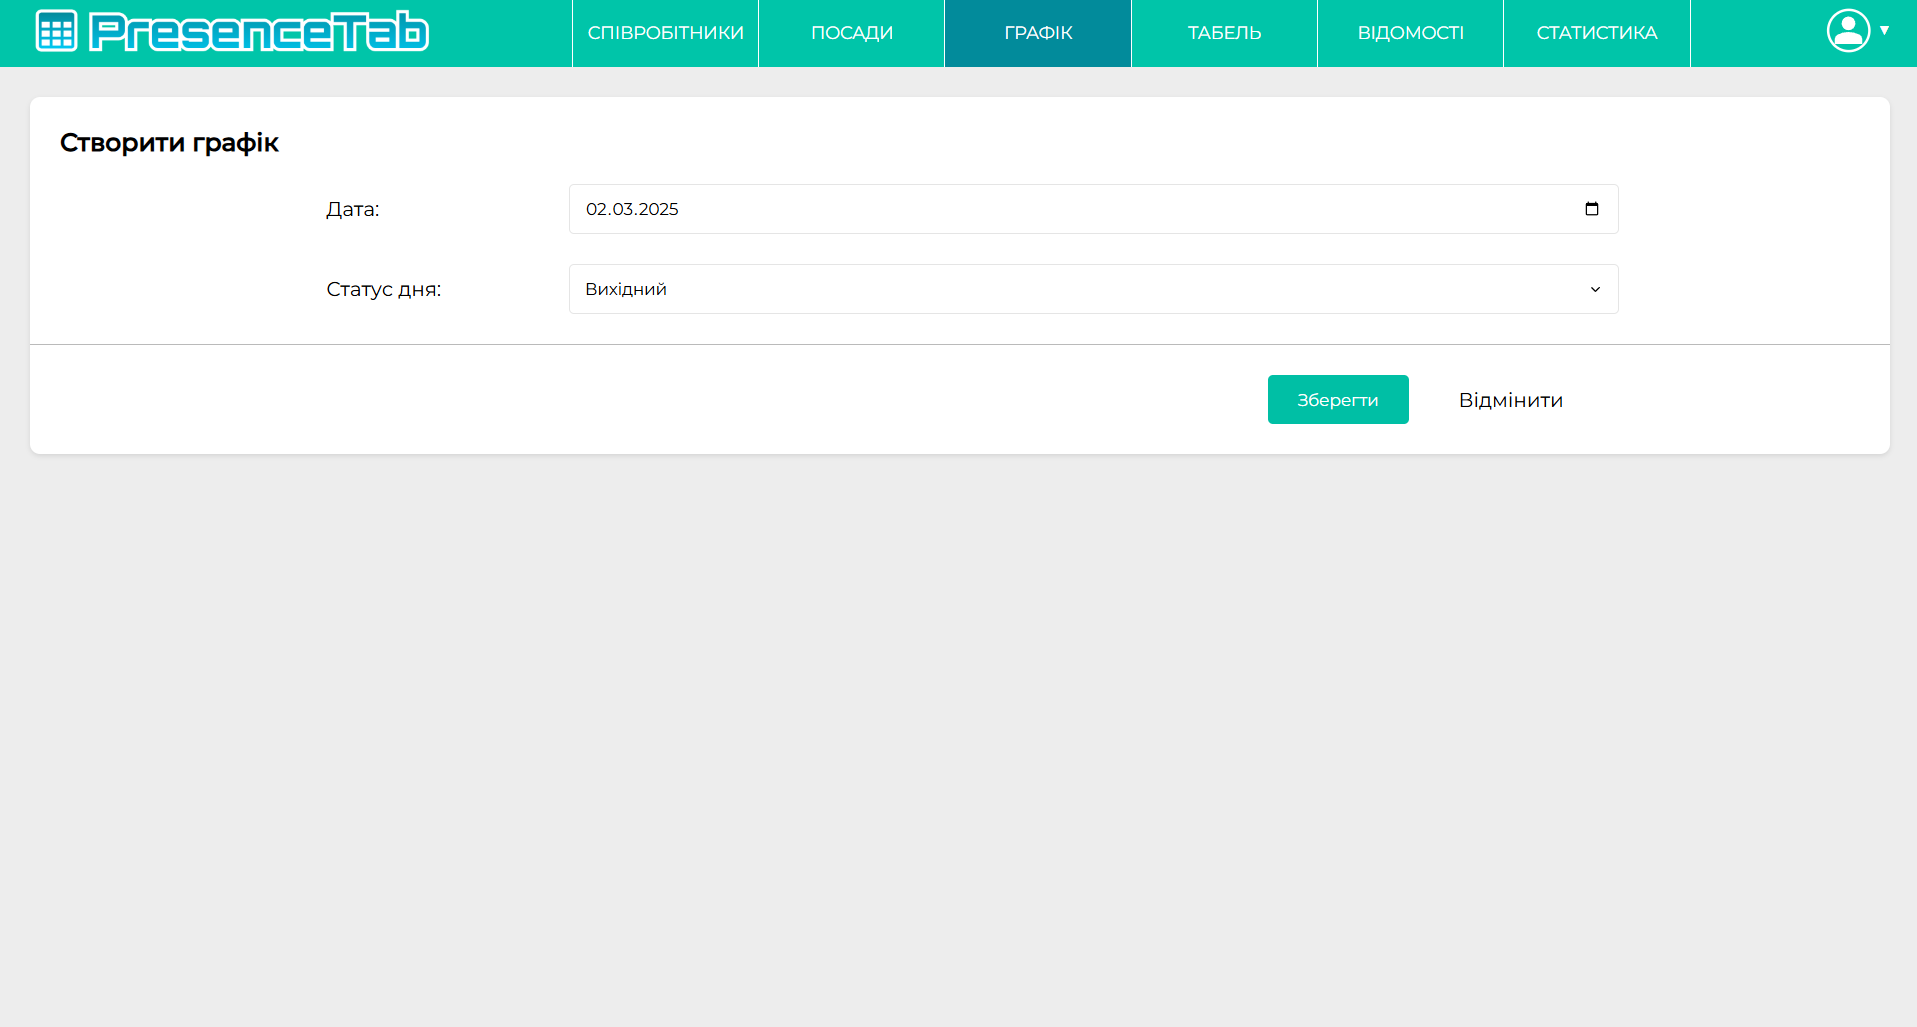 PresenceTab
СПІВРОБІТНИКИ
ПОСАДИ
ГРАФІК
ТАБЕЛЬ
ВІДОМОСТІ
СТАТИСТИКА
Створити графік
Дата:
02.03.2025
Статус дня:
Вихідний
Зберегти
Відмінити